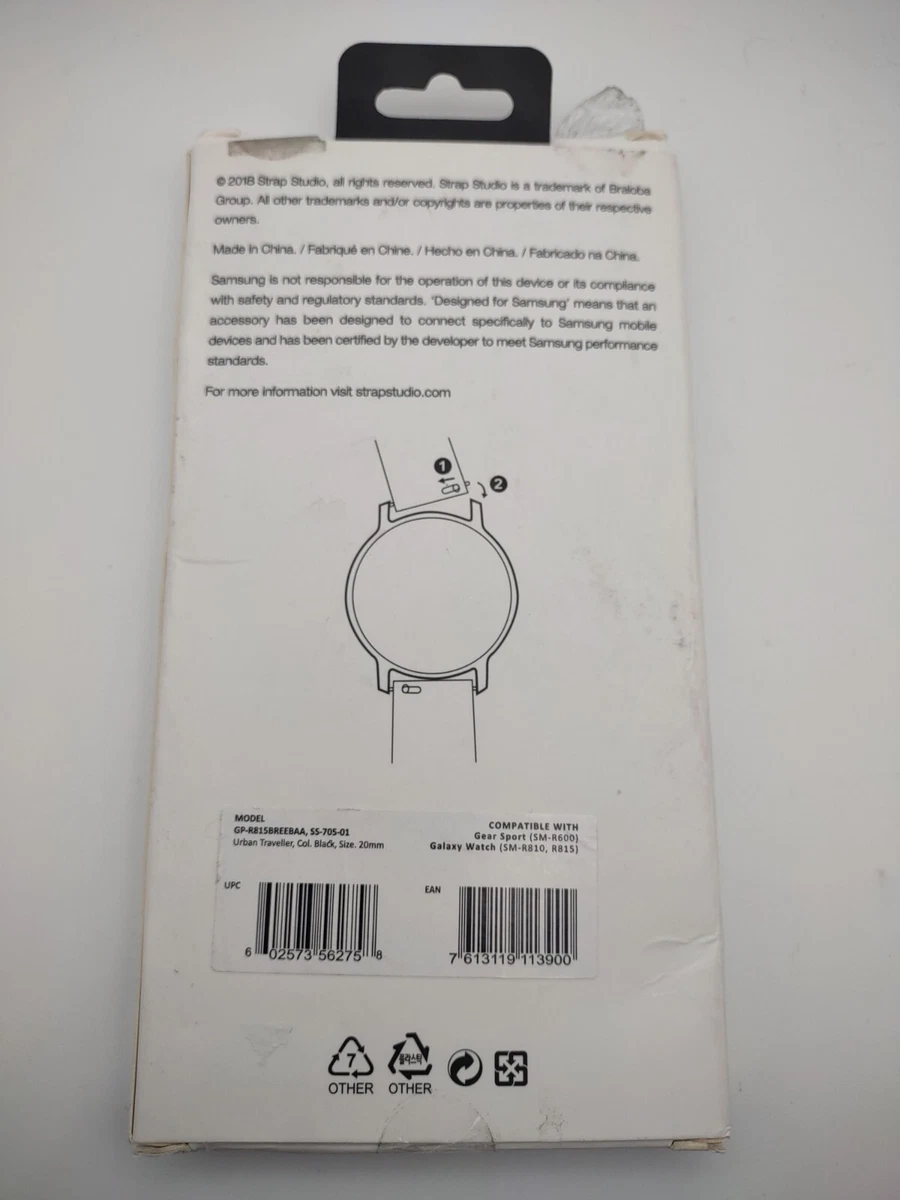 © 2018 Strap Studio, all rights reserved. Strap Studio is a trademark of Braloba
Group. All other trademarks and/or copyrights are properties of their respective
owners.
Made in China. / Fabriqué en Chine. / Hecho en China. / Fabricado na China.
Samsung is not responsible for the operation of this device or its compliance
with safety and regulatory standards. 'Designed for Samsung' means that an
accessory has been designed to connect specifically to Samsung mobile
devices and has been certified by the developer to meet Samsung performance
standards.
For more information visit strapstudio.com
1
2
MODEL
GP-R815BREEBAA, SS-705-01
Urban Traveller, Col. Black, Size. 20mm
COMPATIBLE WITH
Gear Sport (SM-R600)
Galaxy Watch (SM-R810, R815)
UPC
6 02573 56275 8
EAN
7 613119 113900
7
OTHER
플라스틱
OTHER